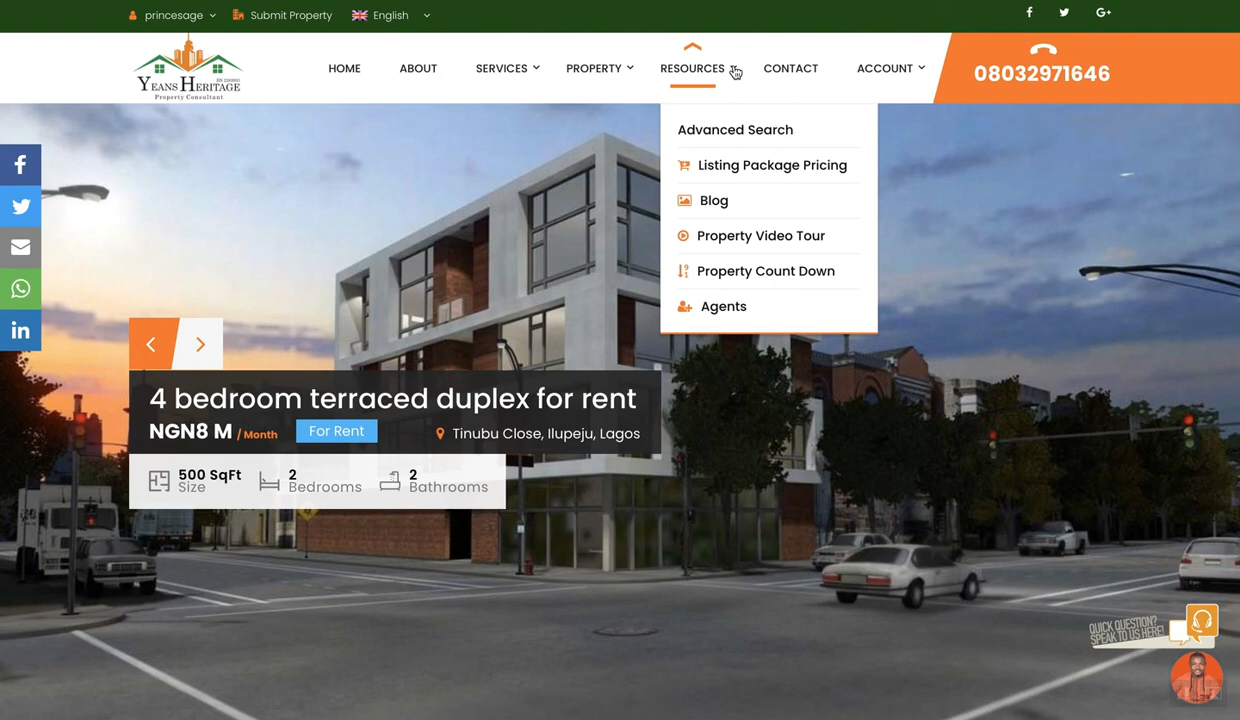 princesage
Submit Property
English
G+
YEANS HERITAGE
Property Consultant
HOME
ABOUT
SERVICES
PROPERTY
RESOURCES
CONTACT
ACCOUNT
08032971646
Advanced Search
Listing Package Pricing
Blog
Property Video Tour
Property Count Down
Agents
4 bedroom terraced duplex for rent
NGN8 M / Month
For Rent
Tinubu Close, Ilupeju, Lagos
500 SqFt
Size
2
Bedrooms
2
Bathrooms
QUICK QUESTION?
SPEAK TO US HERE!